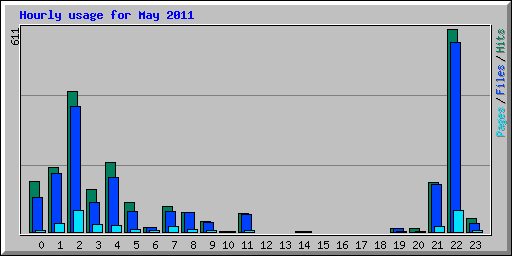 Hourly usage for May 2011
611
Pages/Files/Hits
0 1 2 3 4 5 6 7 8 9 10 11 12 13 14 15 16 17 18 19 20 21 22 23